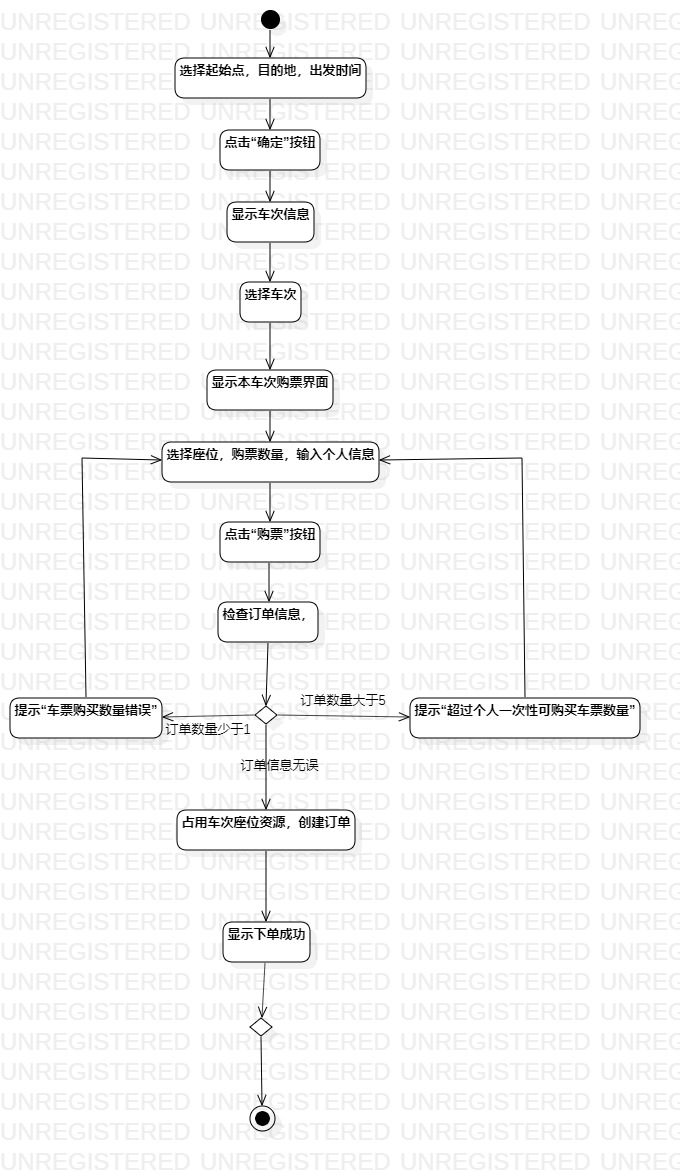 选择起始点，目的地，出发时间
点击“确定”按钮
显示车次信息
选择车次
显示本车次购票界面
选择座位，购票数量，输入个人信息
点击“购票”按钮
检查订单信息，
订单数量大于5
提示“车票购买数量错误”
提示“超过个人一次性可购买车票数量”
订单数量少于1
订单信息无误
占用车次座位资源，创建订单
显示下单成功
UNREGISTERED